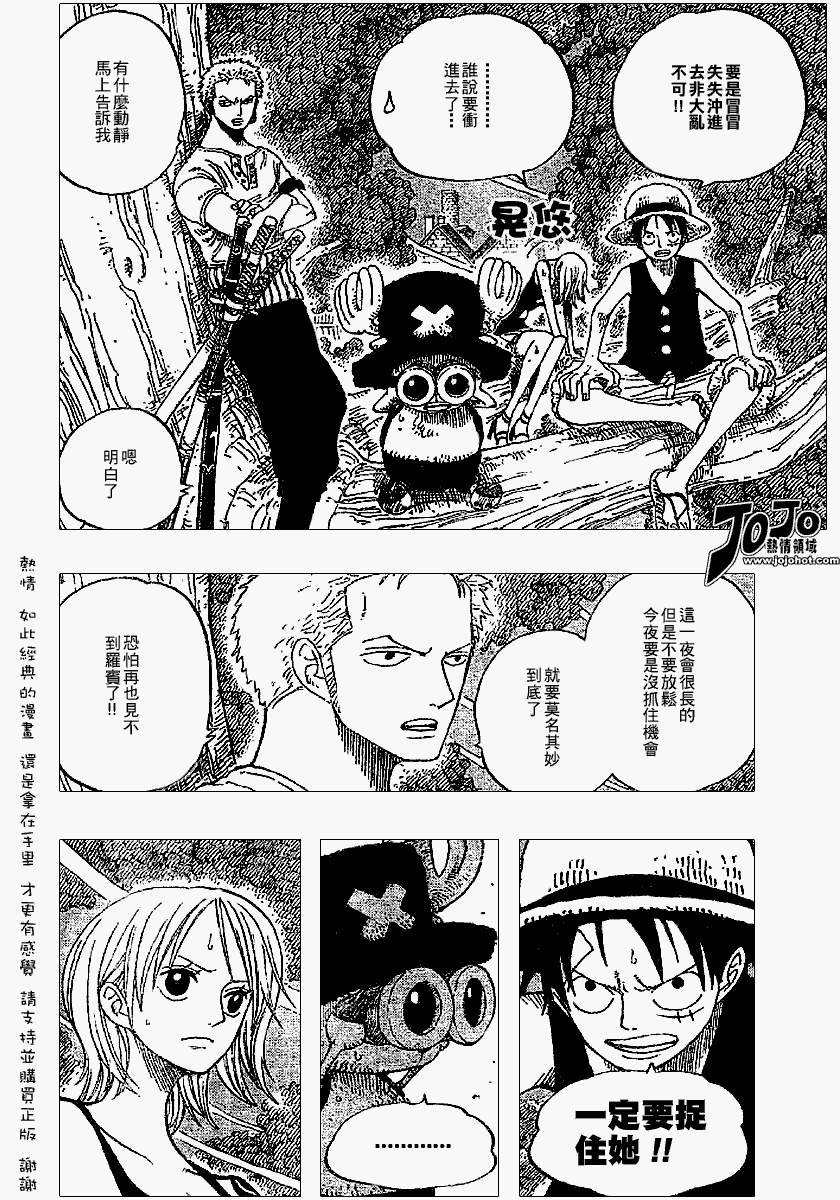 要是冒冒
失失沖進
去非大亂
不可!!
…………
誰說要衝
進去了…
有什麼動靜
馬上告訴我
晃悠
嗯
明白了
JOJO
熱情領域
www.jojohot.com
這一夜會很長的
但是不要放鬆
今夜要是沒抓住機會
就要莫名其妙
到底了
恐怕再也見不
到羅賓了!!
一定要捉
住她!!
…………
熱情 如此經典的漫畫 還是拿在手里 才更有感覺 請支持並購買正版 謝謝